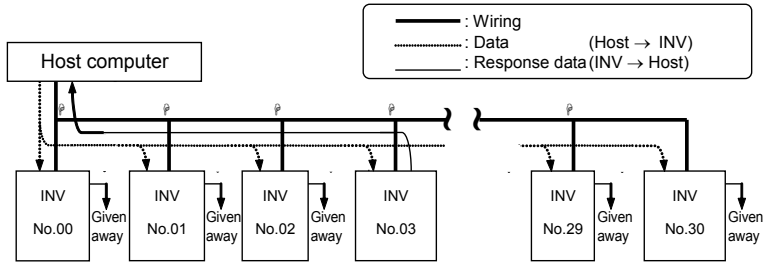 : Wiring
: Data (Host → INV)
: Response data (INV → Host)
Host computer
INV
No.00
Given
away
INV
No.01
Given
away
INV
No.02
Given
away
INV
No.03
Given
away
INV
No.29
Given
away
INV
No.30
Given
away